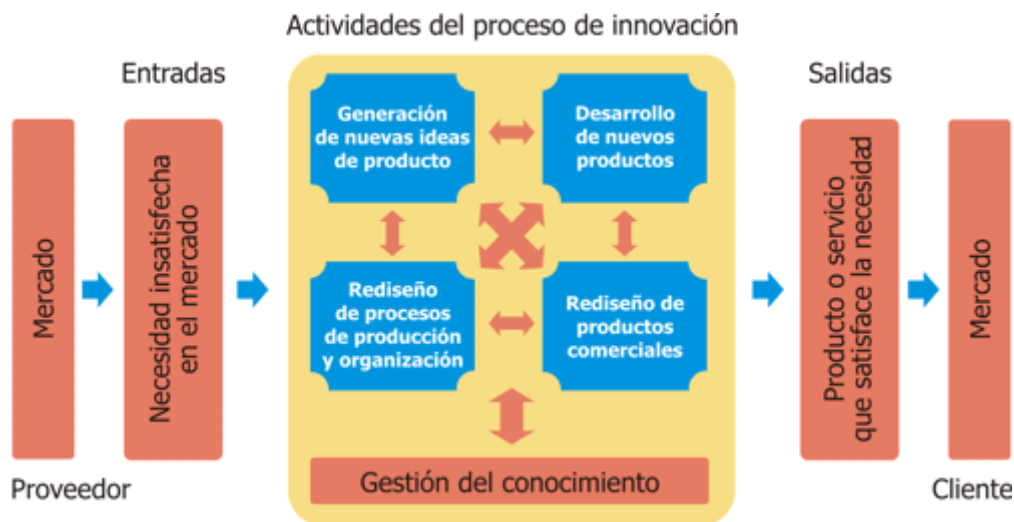 Actividades del proceso de innovación
Entradas
Salidas
Mercado
Necesidad insatisfecha
en el mercado
Generación
de nuevas ideas
de producto
Desarrollo
de nuevos
productos
Rediseño
de procesos
de producción
y organización
Rediseño de
productos
comerciales
Gestión del conocimiento
Producto o servicio
que satisface la necesidad
Mercado
Proveedor
Cliente